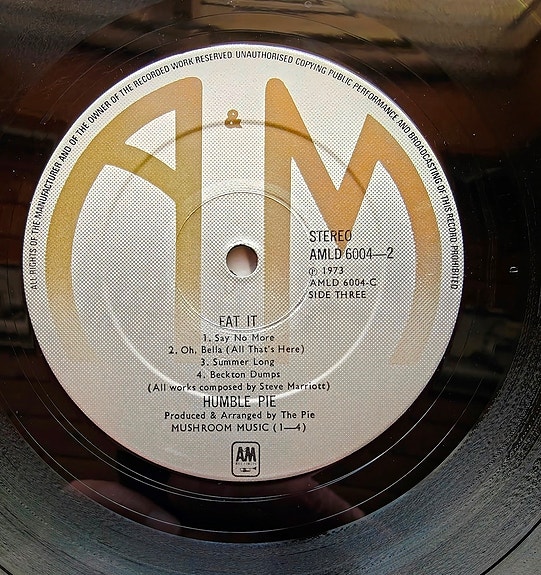 ALL RIGHTS OF THE MANUFACTURER AND OF THE OWNER OF THE RECORDED WORK RESERVED UNAUTHORISED COPYING PUBLIC PERFORMANCE AND BROADCASTING OF THIS RECORD PROHIBITED
A & M
STEREO
AMLD 6004—2
℗ 1973
AMLD 6004-C
SIDE THREE
EAT IT
1. Say No More
2. Oh, Bella (All That's Here)
3. Summer Long
4. Beckton Dumps
(All works composed by Steve Marriott)
HUMBLE PIE
Produced & Arranged by The Pie
MUSHROOM MUSIC (1—4)
AM